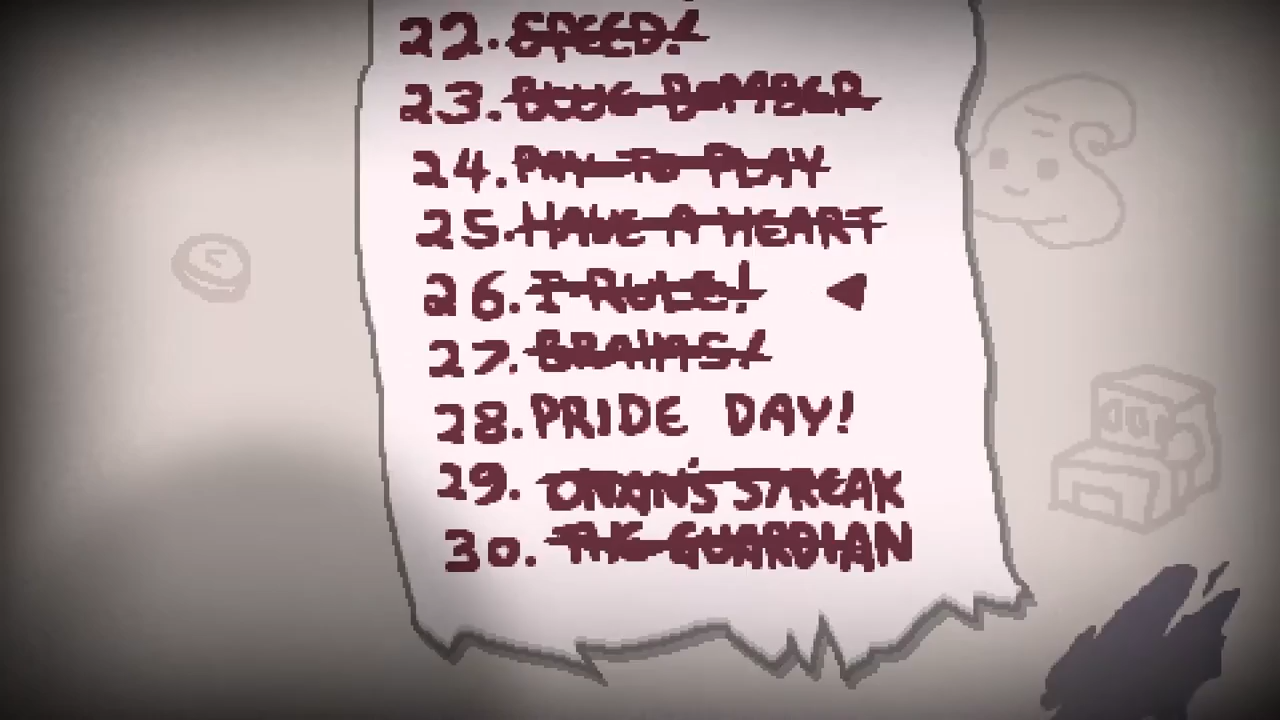 22. SPEED!
23. BLUE BOMBER
24. PAY TO PLAY
25. HAVE A HEART
26. I RULE!
27. BRAINS!
28. PRIDE DAY!
29. ONAN'S STREAK
30. THE GUARDIAN